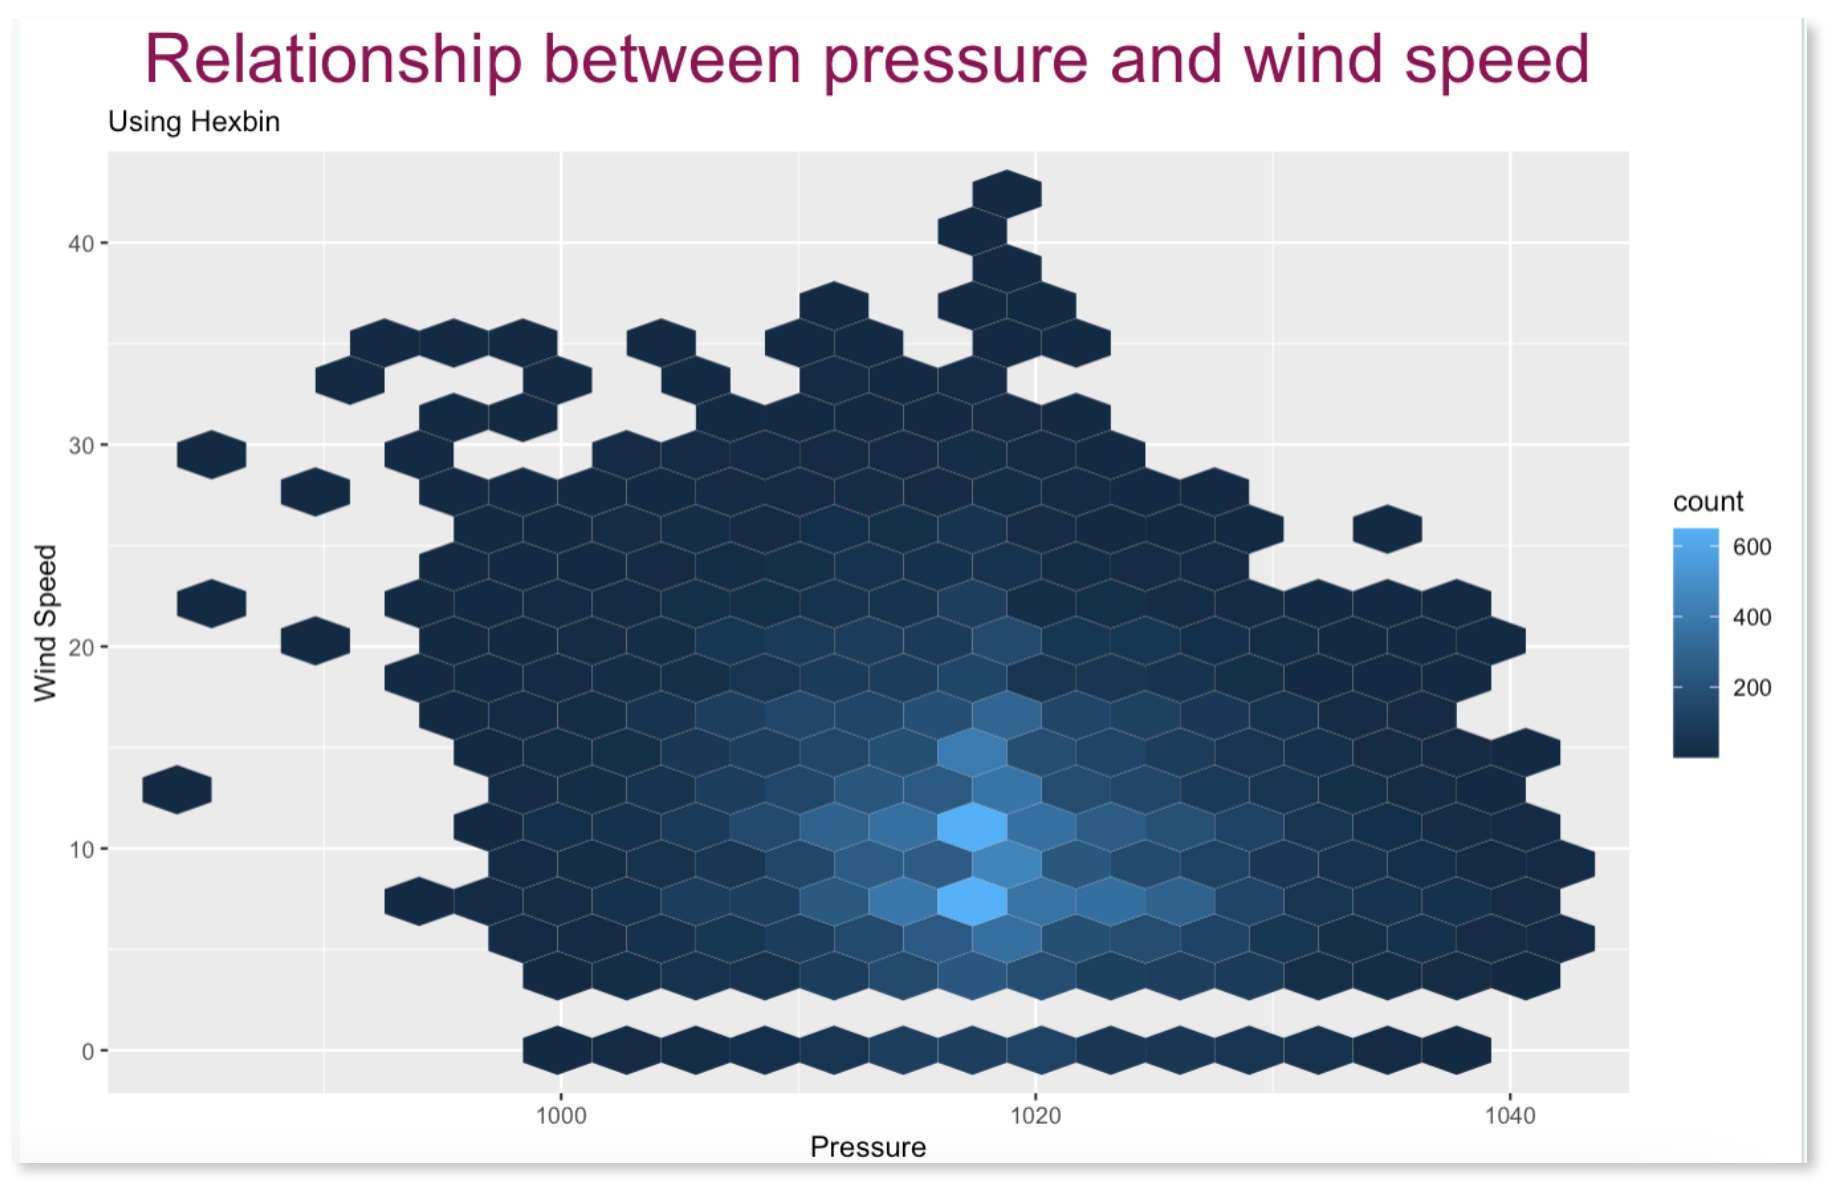 Relationship between pressure and wind speed
Using Hexbin
Wind Speed
40
30
20
10
0
1000
1020
1040
Pressure
count
600
400
200